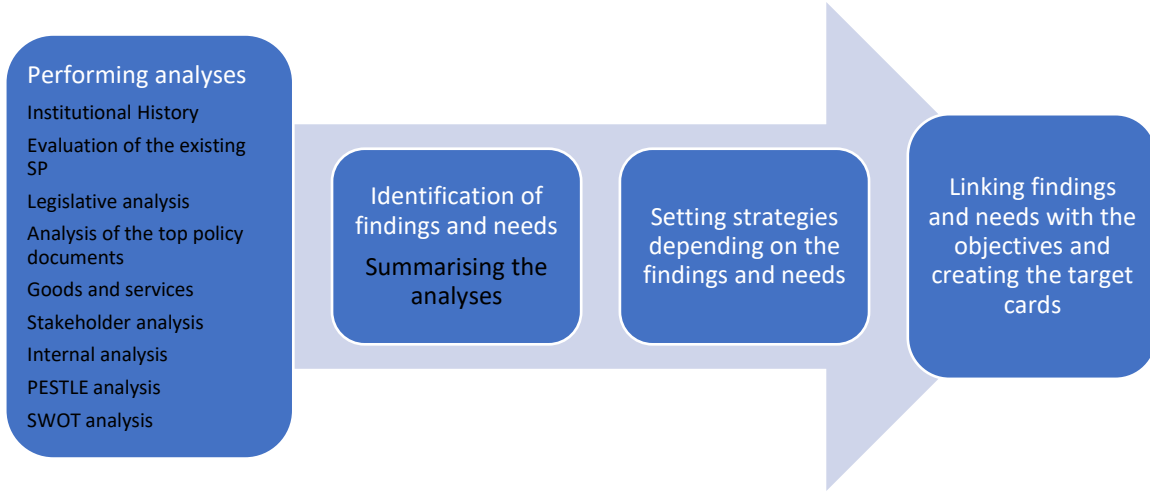 Performing analyses
Institutional History
Evaluation of the existing
SP
Legislative analysis
Analysis of the top policy
documents
Goods and services
Stakeholder analysis
Internal analysis
PESTLE analysis
SWOT analysis
Identification of
findings and needs
Summarising the
analyses
Setting strategies
depending on the
findings and needs
Linking findings
and needs with the
objectives and
creating the target
cards